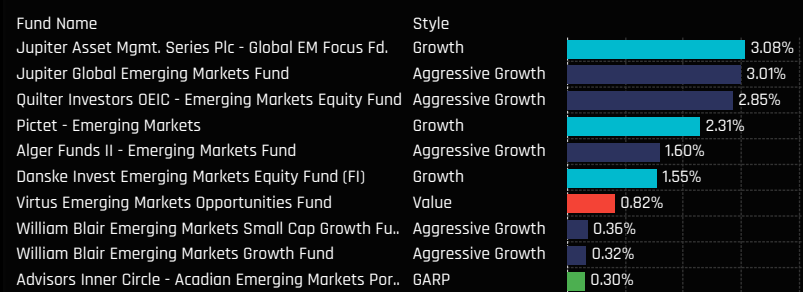 Fund Name Style
Jupiter Asset Mgmt. Series Plc - Global EM Focus Fd. Growth 3.08%
Jupiter Global Emerging Markets Fund Aggressive Growth 3.01%
Quilter Investors OEIC - Emerging Markets Equity Fund Aggressive Growth 2.85%
Pictet - Emerging Markets Growth 2.31%
Alger Funds II - Emerging Markets Fund Aggressive Growth 1.60%
Danske Invest Emerging Markets Equity Fund (FI) Growth 1.55%
Virtus Emerging Markets Opportunities Fund Value 0.82%
William Blair Emerging Markets Small Cap Growth Fu.. Aggressive Growth 0.36%
William Blair Emerging Markets Growth Fund Aggressive Growth 0.32%
Advisors Inner Circle - Acadian Emerging Markets Por.. GARP 0.30%